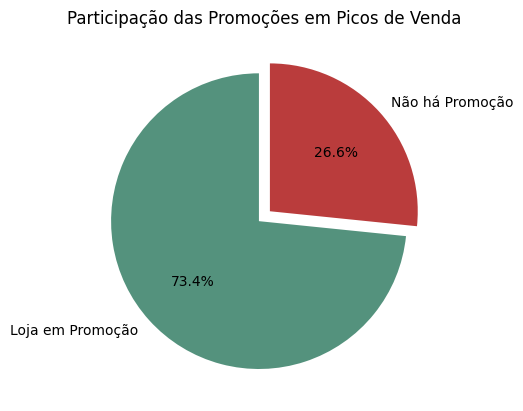 Participação das Promoções em Picos de Venda
Não há Promoção
26.6%
73.4%
Loja em Promoção